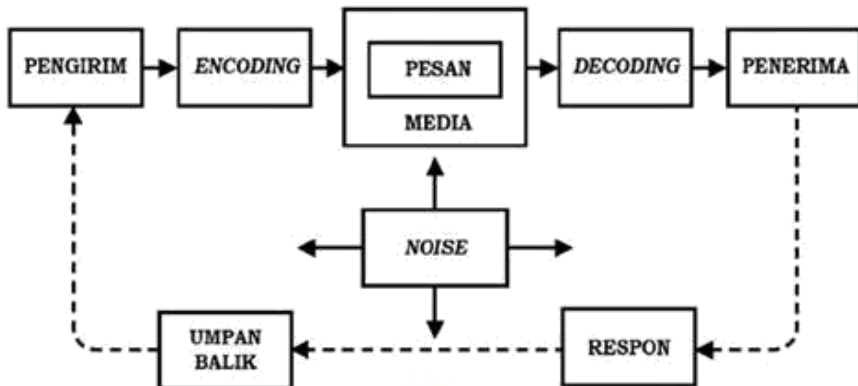 PENGIRIM
ENCODING
PESAN
MEDIA
DECODING
PENERIMA
NOISE
UMPAN
BALIK
RESPON